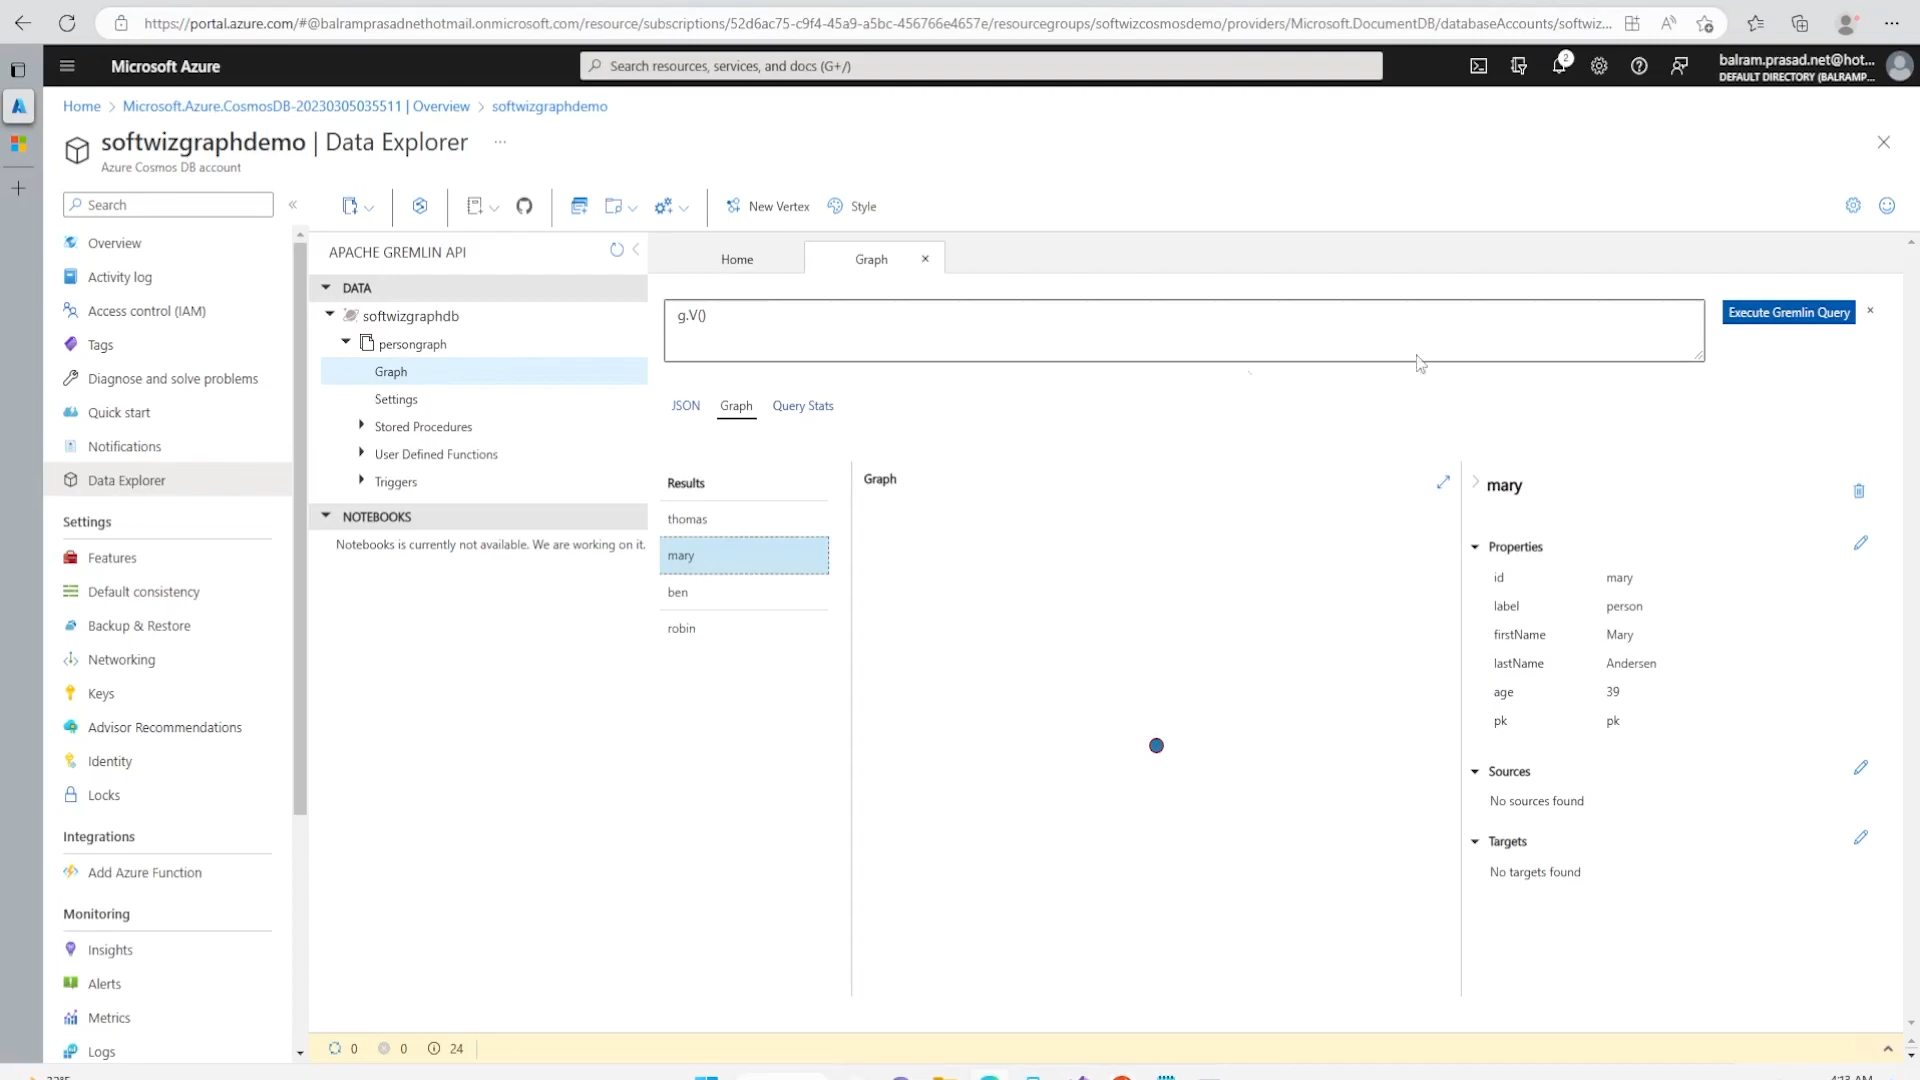 https://portal.azure.com/#@balramprasadnethotmail.onmicrosoft.com/resource/subscriptions/52d6ac75-c9f4-45a9-a5bc-456766e4657e/resourcegroups/softwizcosmosdemo/providers/Microsoft.DocumentDB/databaseAccounts/softwiz...
Microsoft Azure
Search resources, services, and docs (G+/)
2
balram.prasad.net@hot...
DEFAULT DIRECTORY (BALRAMP...
Home > Microsoft.Azure.CosmosDB-20230305035511 | Overview > softwizgraphdemo
softwizgraphdemo | Data Explorer ...
Azure Cosmos DB account
Search
New Vertex
Style
Overview
Activity log
Access control (IAM)
Tags
Diagnose and solve problems
Quick start
Notifications
Data Explorer
Settings
Features
Default consistency
Backup & Restore
Networking
Keys
Advisor Recommendations
Identity
Locks
Integrations
Add Azure Function
Monitoring
Insights
Alerts
Metrics
Logs
APACHE GREMLIN API
DATA
softwizgraphdb
persongraph
Graph
Settings
Stored Procedures
User Defined Functions
Triggers
NOTEBOOKS
Notebooks is currently not available. We are working on it.
Home
Graph
g.V()
Execute Gremlin Query
JSON
Graph
Query Stats
Results
thomas
mary
ben
robin
Graph
mary
Properties
id mary
label person
firstName Mary
lastName Andersen
age 39
pk pk
Sources
No sources found
Targets
No targets found
0 0 24